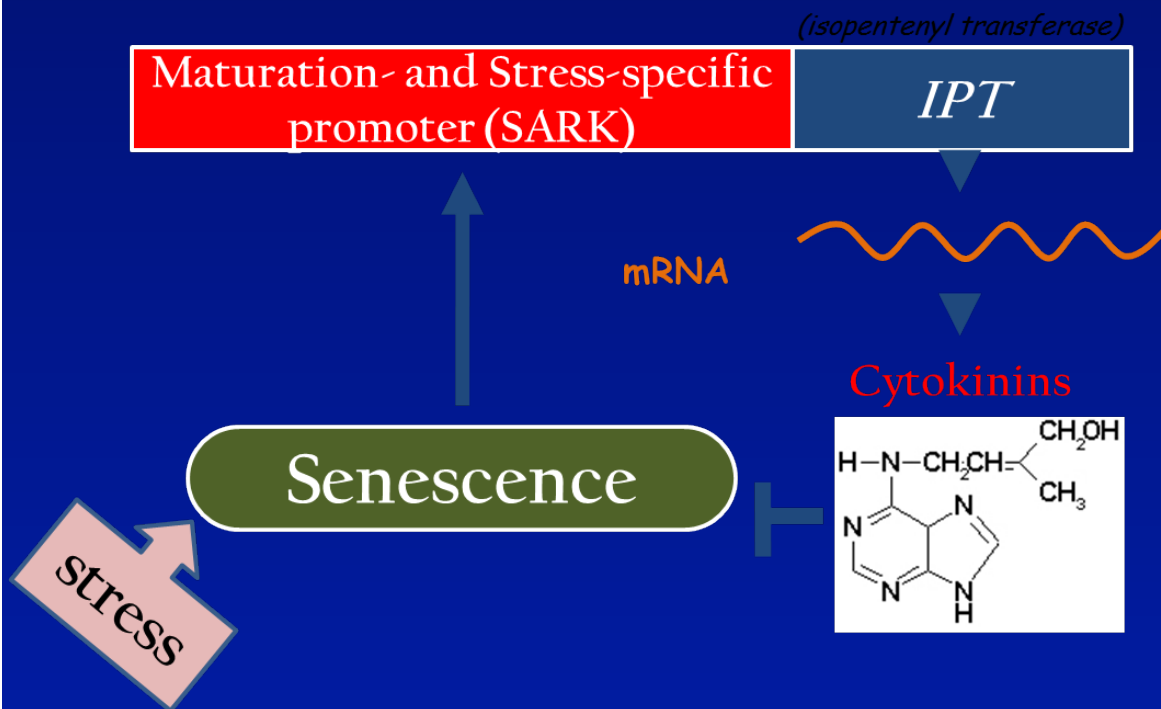 (isopentenyl transferase)
Maturation- and Stress-specific
promoter (SARK)
IPT
mRNA
Cytokinins
Senescence
stress
CH2OH
H–N–CH2CH=
CH3
N
N
N
N
H